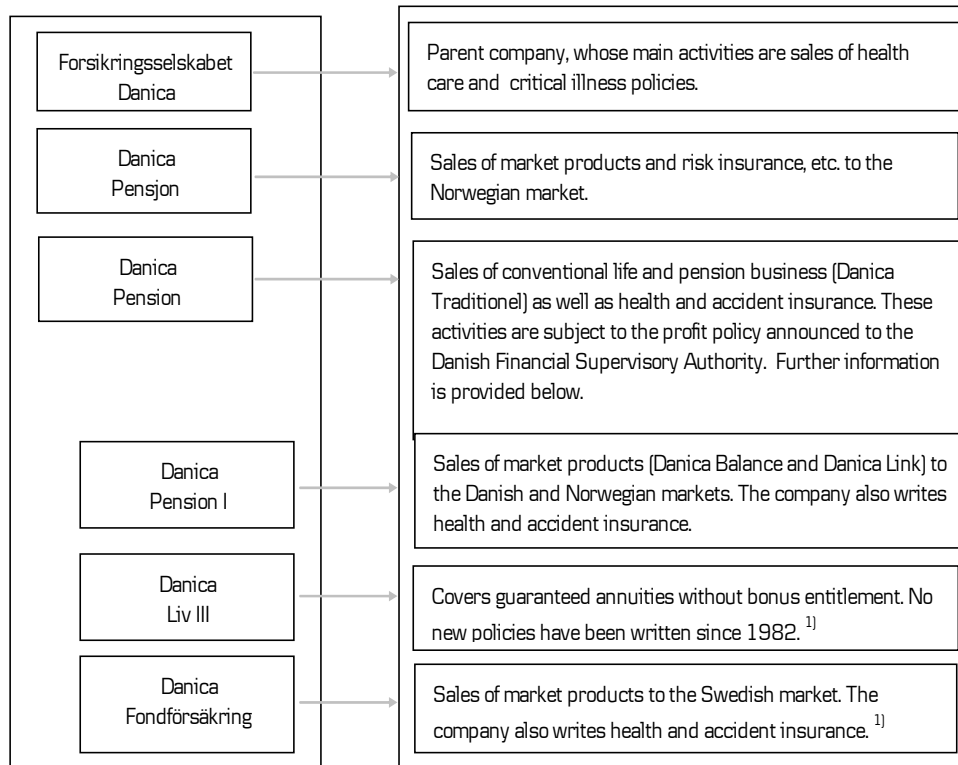 Forsikringsselskabet
Danica
Parent company, whose main activities are sales of health
care and critical illness policies.
Danica
Pensjon
Sales of market products and risk insurance, etc. to the
Norwegian market.
Danica
Pension
Sales of conventional life and pension business (Danica
Traditionel) as well as health and accident insurance. These
activities are subject to the profit policy announced to the
Danish Financial Supervisory Authority. Further information
is provided below.
Danica
Pension I
Sales of market products (Danica Balance and Danica Link) to
the Danish and Norwegian markets. The company also writes
health and accident insurance.
Danica
Liv III
Covers guaranteed annuities without bonus entitlement. No
new policies have been written since 1982. 1)
Danica
Fondförsäkring
Sales of market products to the Swedish market. The
company also writes health and accident insurance. 1)